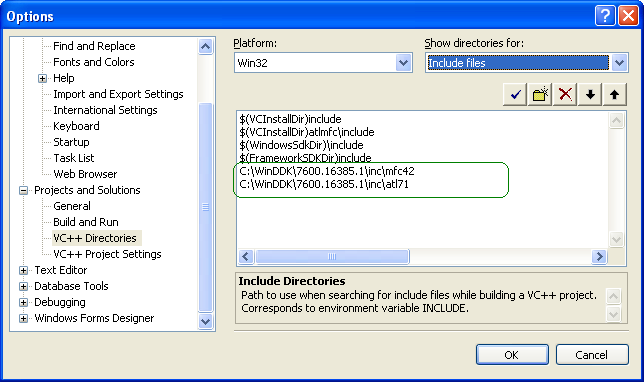 Options
Find and Replace
Fonts and Colors
Help
Import and Export Settings
International Settings
Keyboard
Startup
Task List
Web Browser
Projects and Solutions
General
Build and Run
VC++ Directories
VC++ Project Settings
Text Editor
Database Tools
Debugging
Windows Forms Designer
Platform:
Win32
Show directories for:
Include files
$(VCInstallDir)include
$(VCInstallDir)atlmfc\include
$(WindowsSdkDir)\include
$(FrameworkSDKDir)include
C:\WinDDK\7600.16385.1\inc\mfc42
C:\WinDDK\7600.16385.1\inc\atl71
Include Directories
Path to use when searching for include files while building a VC++ project.
Corresponds to environment variable INCLUDE.
OK
Cancel